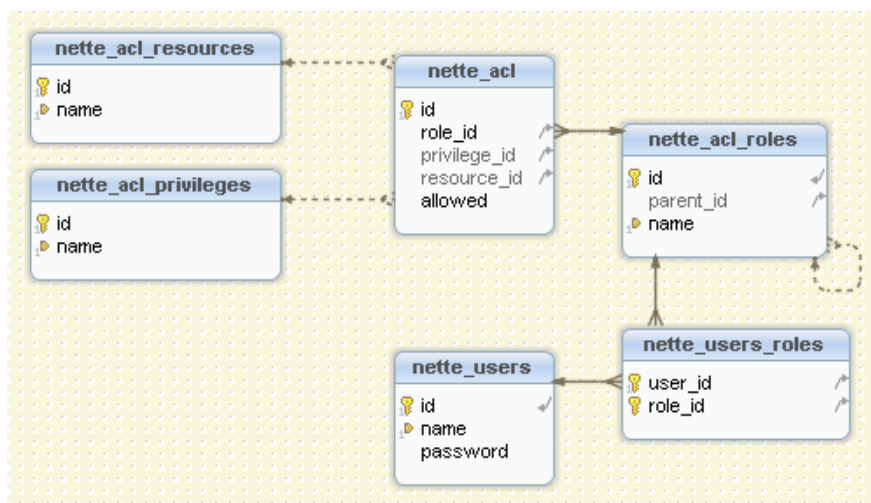 nette_acl_resources
id
name
nette_acl_privileges
id
name
nette_acl
id
role_id
privilege_id
resource_id
allowed
nette_acl_roles
id
parent_id
name
nette_users
id
name
password
nette_users_roles
user_id
role_id